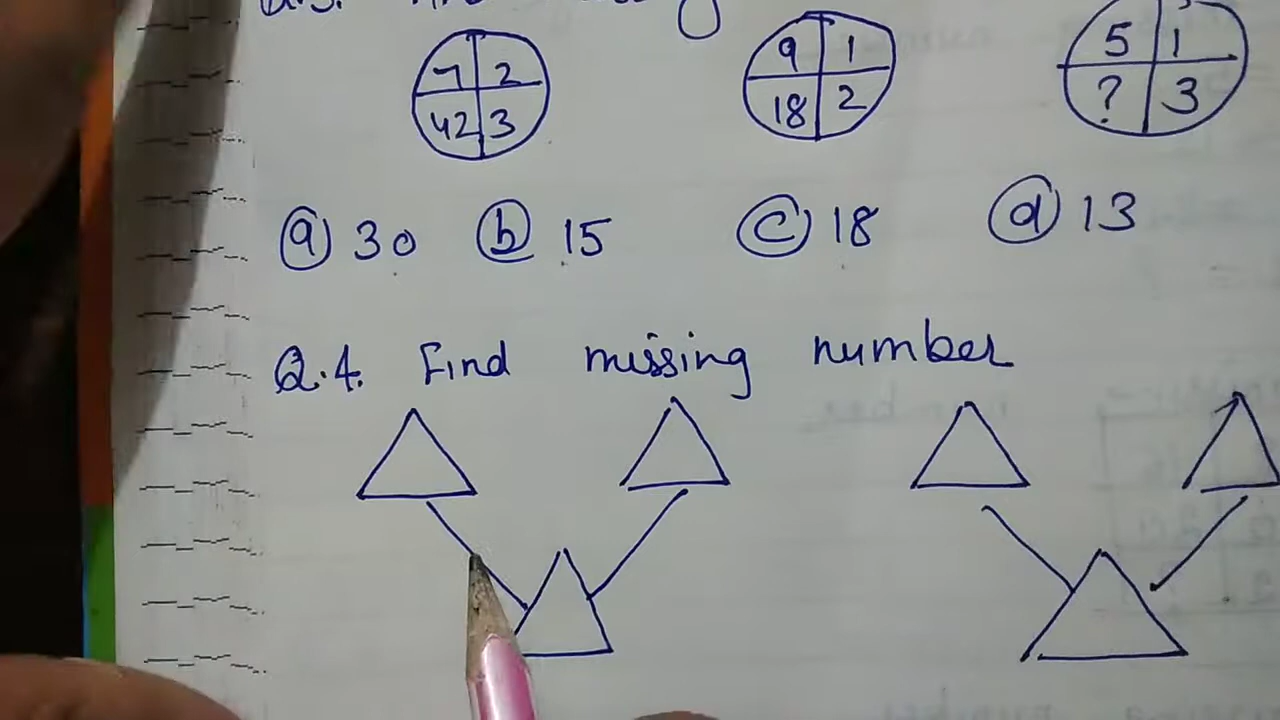 7 2 9 1 5 1
42 3 18 2 ? 3
a 30 b 15 c 18 d 13
Q.4. Find missing number